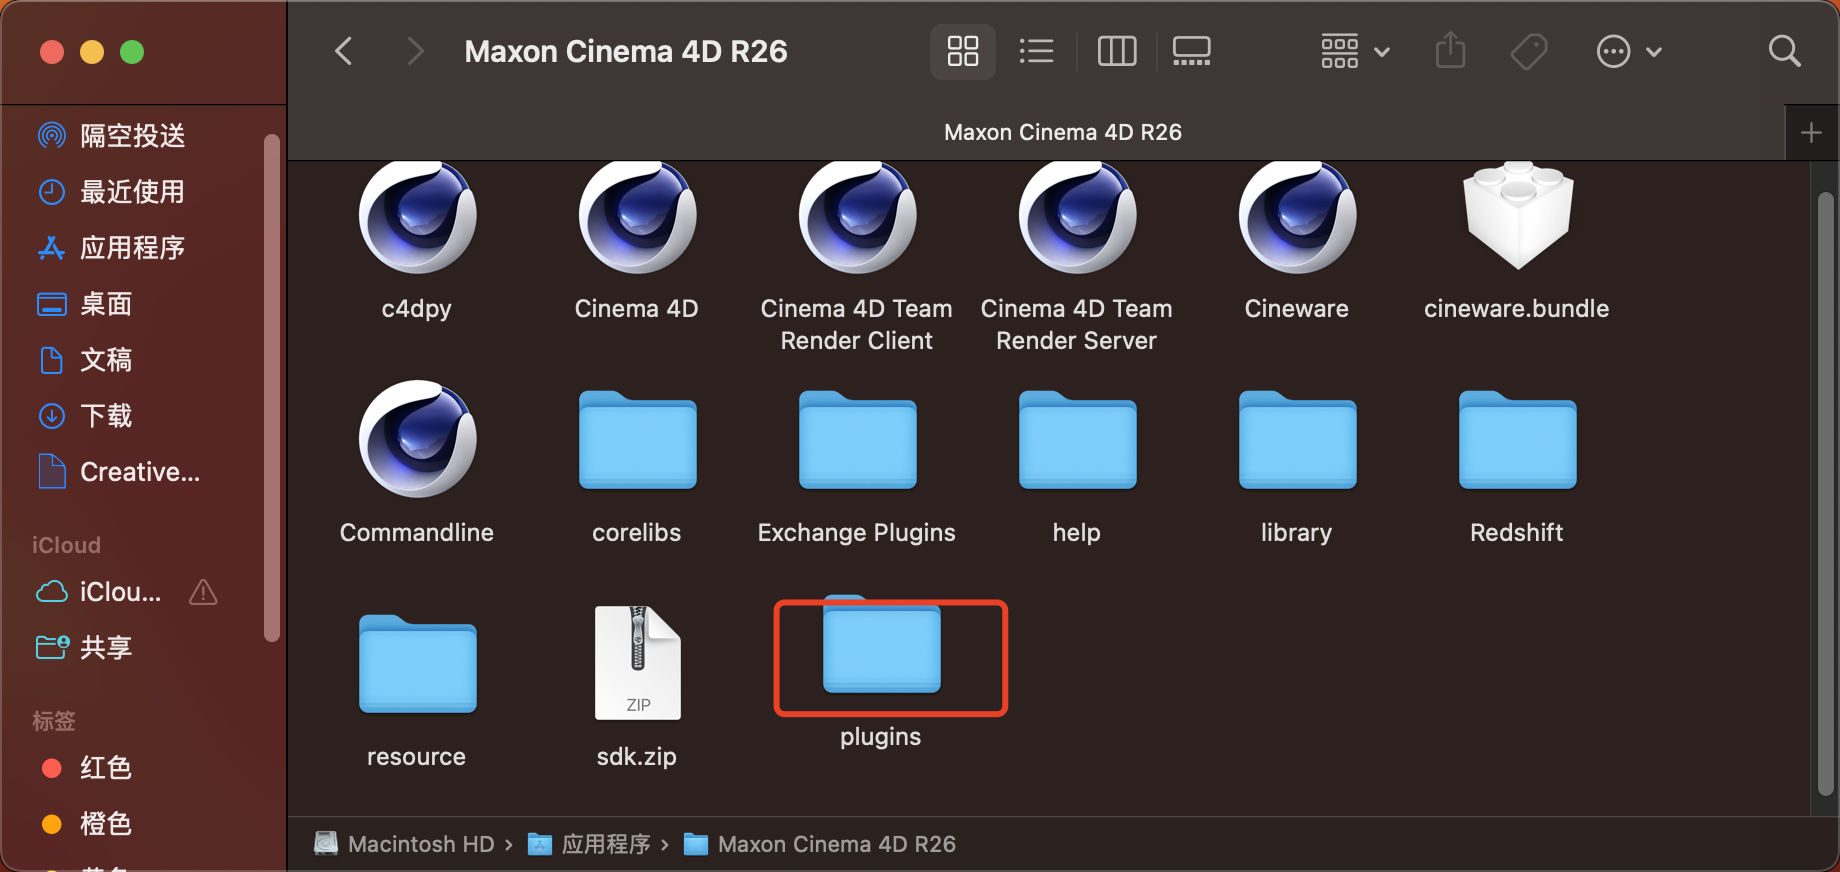 Maxon Cinema 4D R26
Maxon Cinema 4D R26
隔空投送
最近使用
应用程序
桌面
文稿
下载
Creative...
iCloud
iClou...
共享
标签
红色
橙色
c4dpy
Cinema 4D
Cinema 4D Team
Render Client
Cinema 4D Team
Render Server
Cineware
cineware.bundle
Commandline
corelibs
Exchange Plugins
help
library
Redshift
resource
ZIP
sdk.zip
plugins
Macintosh HD › 应用程序 › Maxon Cinema 4D R26